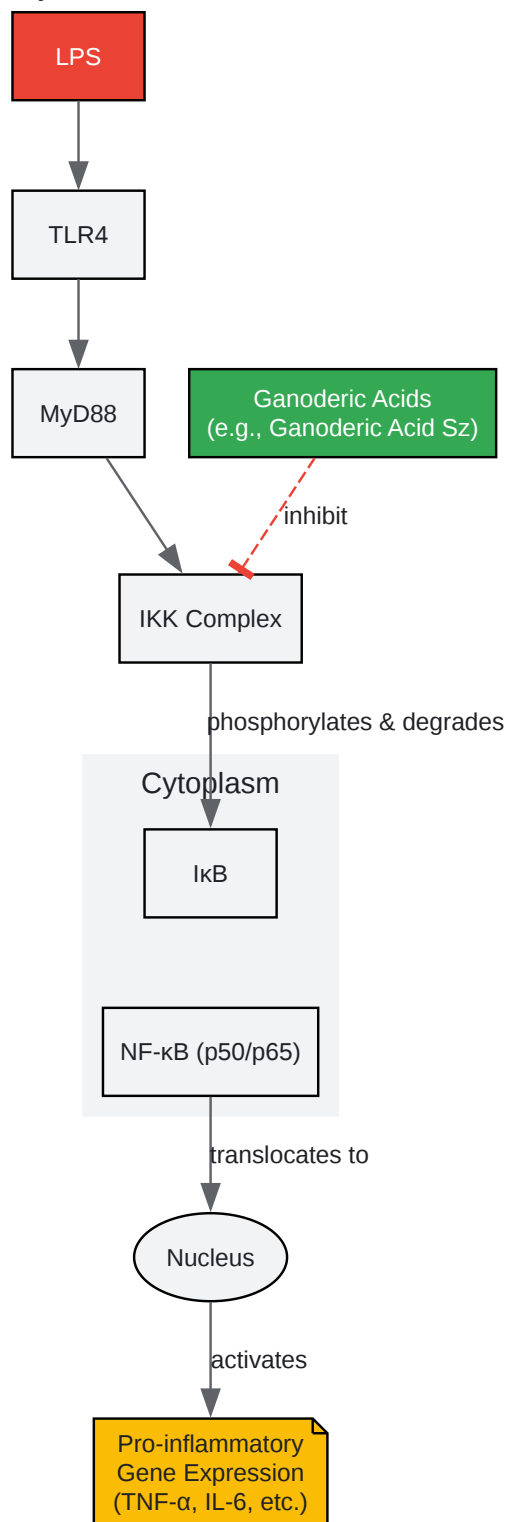 LPS
TLR4
MyD88
Ganoderic Acids
(e.g., Ganoderic Acid Sz)
inhibit
IKK Complex
phosphorylates & degrades
Cytoplasm
IκB
NF-κB (p50/p65)
translocates to
Nucleus
activates
Pro-inflammatory
Gene Expression
(TNF-α, IL-6, etc.)